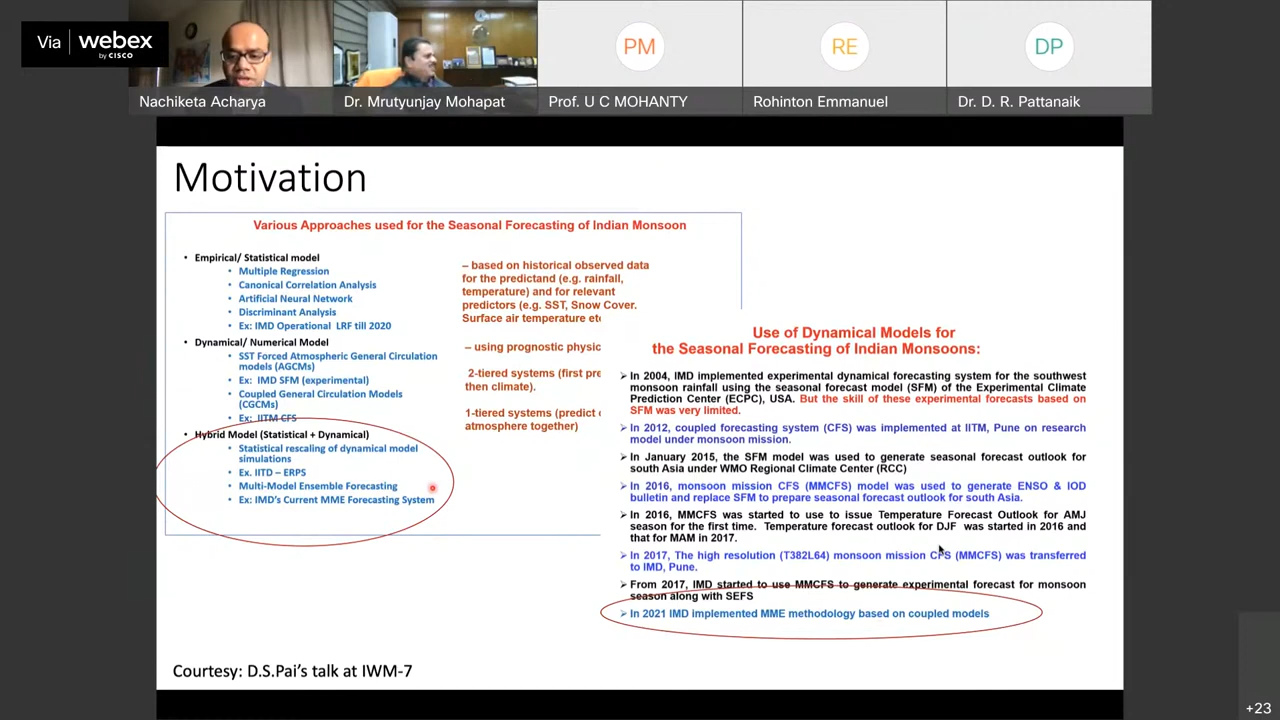 Via webex
by CISCO
PM
RE
DP
Nachiketa Acharya
Dr. Mrutyunjay Mohapat
Prof. U C MOHANTY
Rohinton Emmanuel
Dr. D. R. Pattanaik
Motivation
Various Approaches used for the Seasonal Forecasting of Indian Monsoon
• Empirical/ Statistical model
• Multiple Regression
• Canonical Correlation Analysis
• Artificial Neural Network
• Discriminant Analysis
• Ex: IMD Operational LRF till 2020
• Dynamical/ Numerical Model
• SST Forced Atmospheric General Circulation
models (AGCMs)
• Ex: IMD SFM (experimental)
• Coupled General Circulation Models
(CGCMs)
• Ex: IITM CFS
• Hybrid Model (Statistical + Dynamical)
• Statistical rescaling of dynamical model
simulations
• Ex. IITD – ERPS
• Multi-Model Ensemble Forecasting
• Ex: IMD's Current MME Forecasting System
– based on historical observed data
for the predictand (e.g. rainfall,
temperature) and for relevant
predictors (e.g. SST, Snow Cover.
Surface air temperature etc
– using prognostic physic
2-tiered systems (first pre
then climate).
1-tiered systems (predict o
atmosphere together)
Use of Dynamical Models for
the Seasonal Forecasting of Indian Monsoons:
➢ In 2004, IMD implemented experimental dynamical forecasting system for the southwest
monsoon rainfall using the seasonal forecast model (SFM) of the Experimental Climate
Prediction Center (ECPC), USA. But the skill of these experimental forecasts based on
SFM was very limited.
➢ In 2012, coupled forecasting system (CFS) was implemented at IITM, Pune on research
model under monsoon mission.
➢ In January 2015, the SFM model was used to generate seasonal forecast outlook for
south Asia under WMO Regional Climate Center (RCC)
➢ In 2016, monsoon mission CFS (MMCFS) model was used to generate ENSO & IOD
bulletin and replace SFM to prepare seasonal forecast outlook for south Asia.
➢ In 2016, MMCFS was started to use to issue Temperature Forecast Outlook for AMJ
season for the first time. Temperature forecast outlook for DJF was started in 2016 and
that for MAM in 2017.
➢ In 2017, The high resolution (T382L64) monsoon mission CFS (MMCFS) was transferred
to IMD, Pune.
➢ From 2017, IMD started to use MMCFS to generate experimental forecast for monsoon
season along with SEFS
➢ In 2021 IMD implemented MME methodology based on coupled models
Courtesy: D.S.Pai's talk at IWM-7
+23